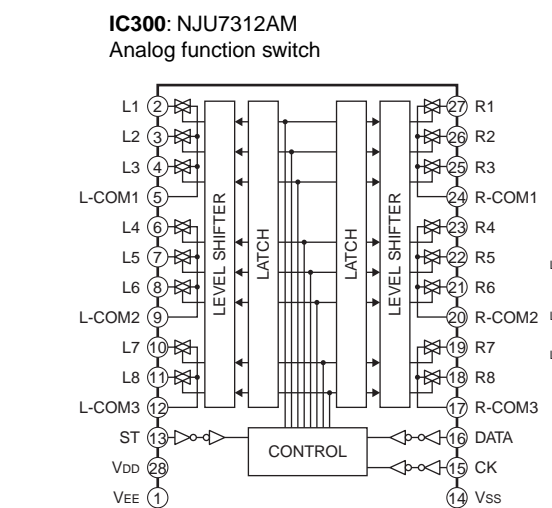 IC300: NJU7312AM
Analog function switch
L1 2 27 R1
L2 3 26 R2
L3 4 25 R3
L-COM1 5 24 R-COM1
L4 6 23 R4
L5 7 22 R5
L6 8 21 R6
L-COM2 9 20 R-COM2
L7 10 19 R7
L8 11 18 R8
L-COM3 12 17 R-COM3
LEVEL SHIFTER
LATCH
LATCH
LEVEL SHIFTER
ST 13 CONTROL 16 DATA
VDD 28 15 CK
VEE 1 14 VSS